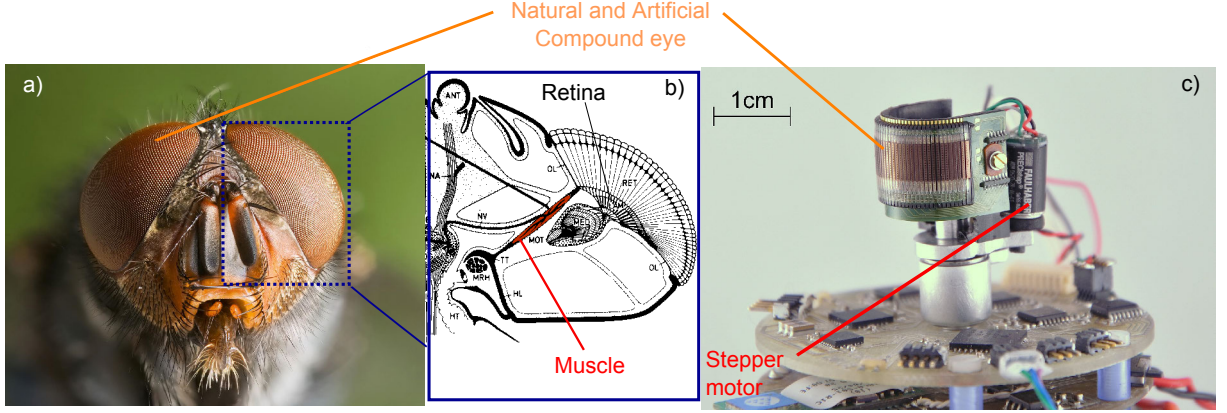 Natural and Artificial
Compound eye
a)
b)
c)
Retina
1cm
ANT
OL
RET
NA
NV
MOT
TT
MRH
HL
HT
OL
FAULHABER
Muscle
Stepper
motor